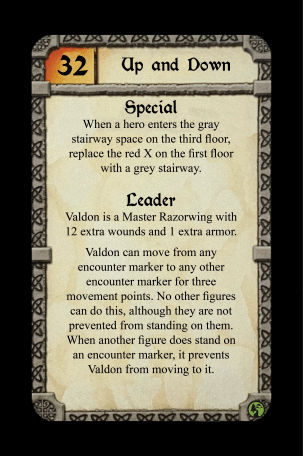 32 Up and Down
Special
When a hero enters the gray
stairway space on the third floor,
replace the red X on the first floor
with a grey stairway.
Leader
Valdon is a Master Razorwing with
12 extra wounds and 1 extra armor.
Valdon can move from any
encounter marker to any other
encounter marker for three
movement points. No other figures
can do this, although they are not
prevented from standing on them.
When another figure does stand on
an encounter marker, it prevents
Valdon from moving to it.